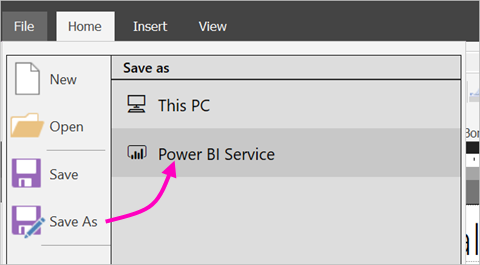 File Home Insert View
Save as
New
This PC
Open
Power BI Service
Save
Save As